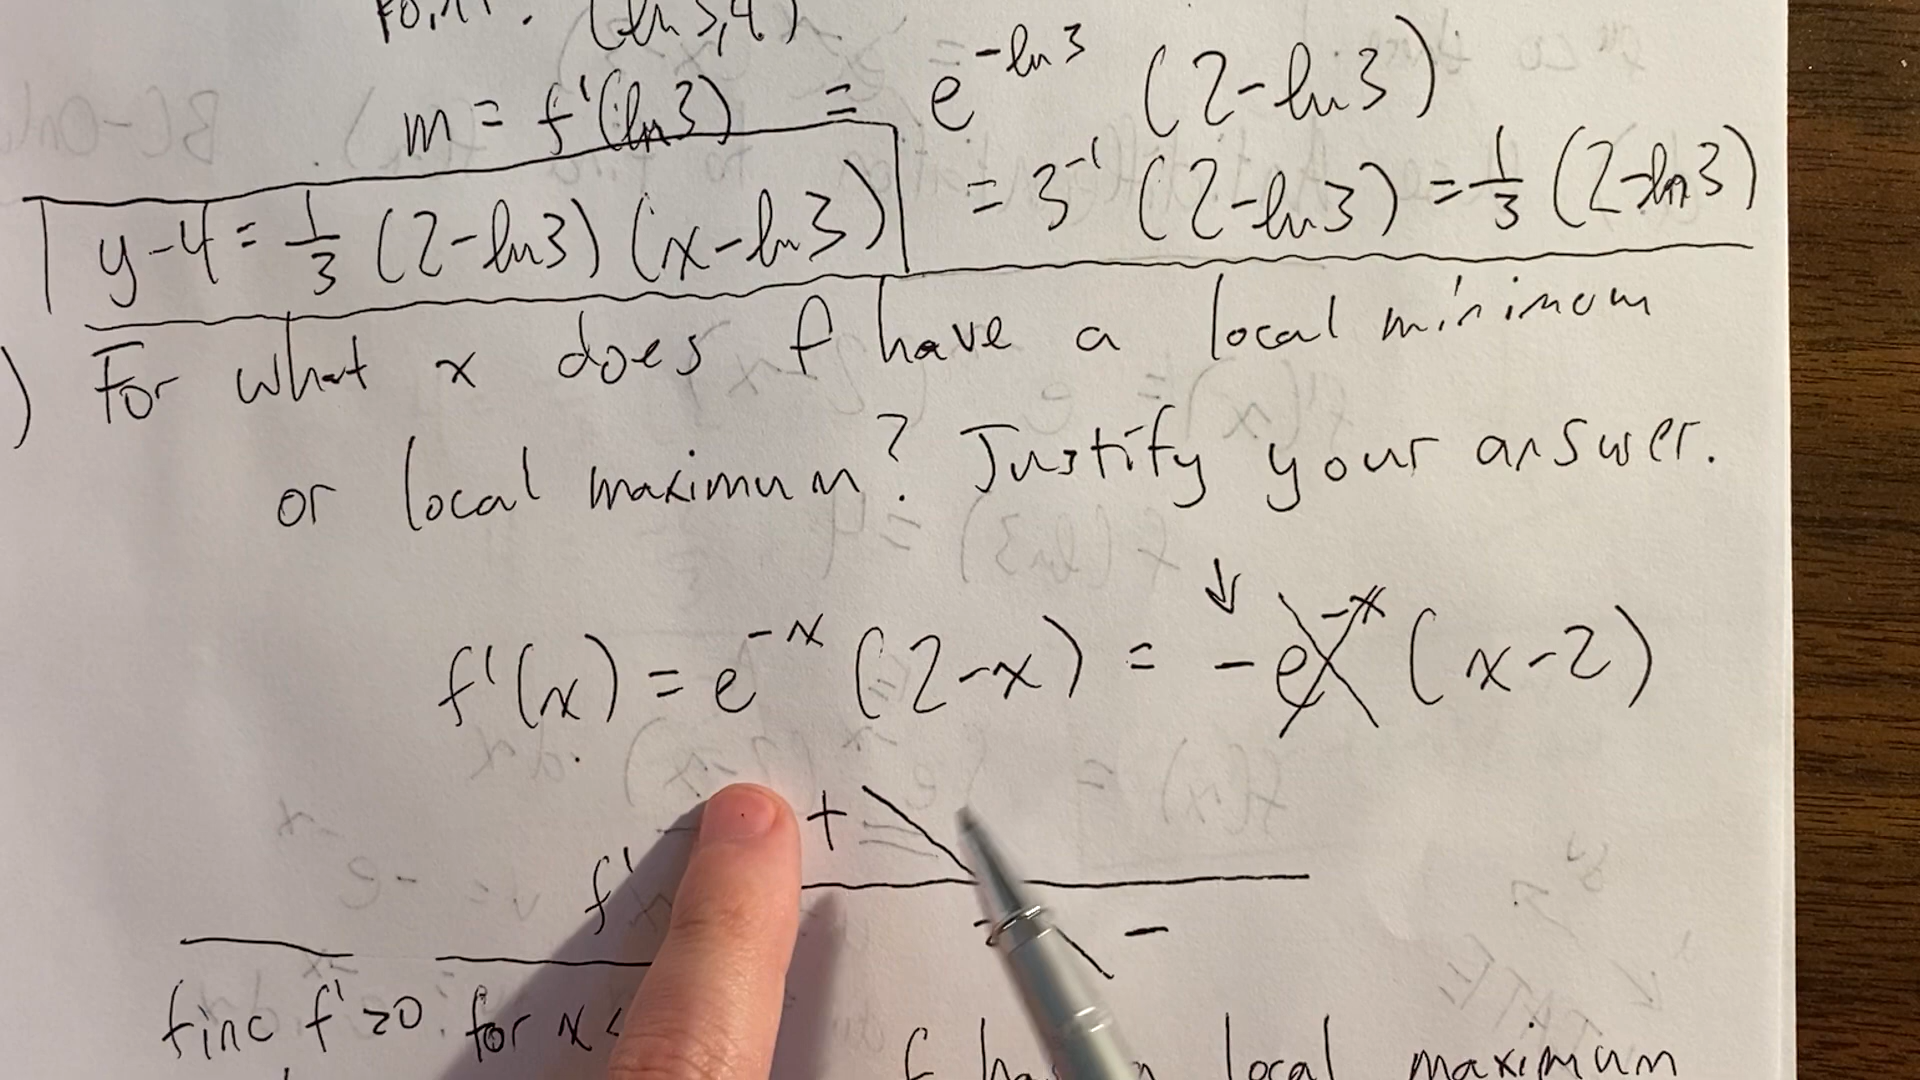 Point: (ln3,4)
m = f'(ln3) = e^{-ln3} (2-ln3)
= 3^{-1} (2-ln3) = 1/3 (2-ln3)
y-4 = 1/3 (2-ln3) (x-ln3)
) For what x does f have a local minimum
or local maximum? Justify your answer.
f'(x) = e^{-x} (2-x) = -e^{-x} (x-2)
+
f'
-
f inc f' ≥0 for x <
f ha local maximum